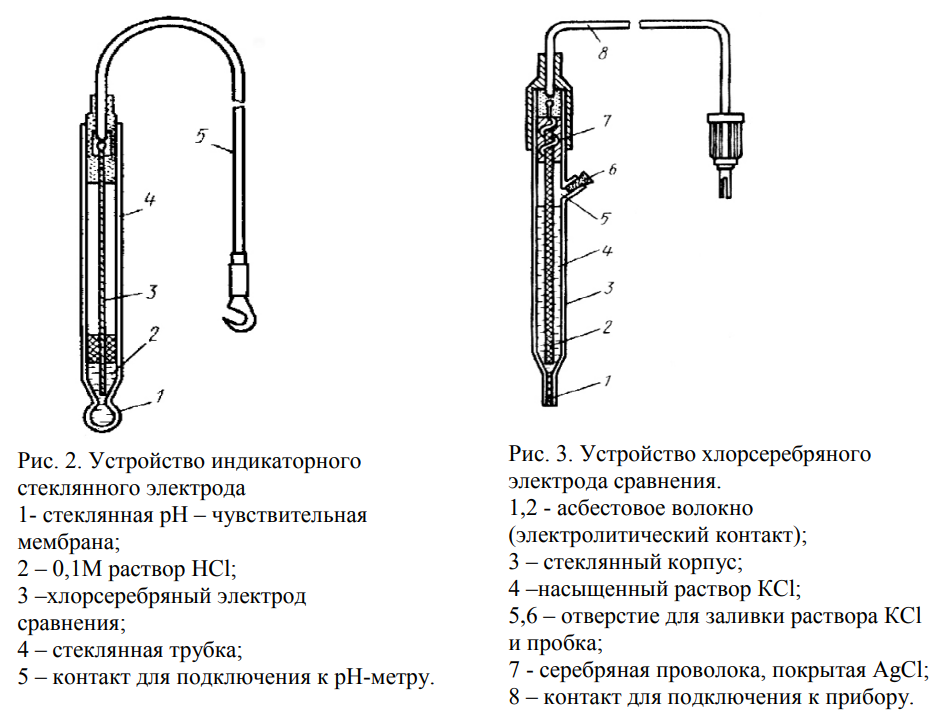 5
4
3
2
1
8
7
6
5
4
3
2
1
Рис. 2. Устройство индикаторного
стеклянного электрода
1- стеклянная pH – чувствительная
мембрана;
2 – 0,1М раствор HCl;
3 –хлорсеребряный электрод
сравнения;
4 – стеклянная трубка;
5 – контакт для подключения к pH-метру.
Рис. 3. Устройство хлорсеребряного
электрода сравнения.
1,2 - асбестовое волокно
(электролитический контакт);
3 – стеклянный корпус;
4 –насыщенный раствор KCl;
5,6 – отверстие для заливки раствора KCl
и пробка;
7 - серебряная проволока, покрытая AgCl;
8 – контакт для подключения к прибору.